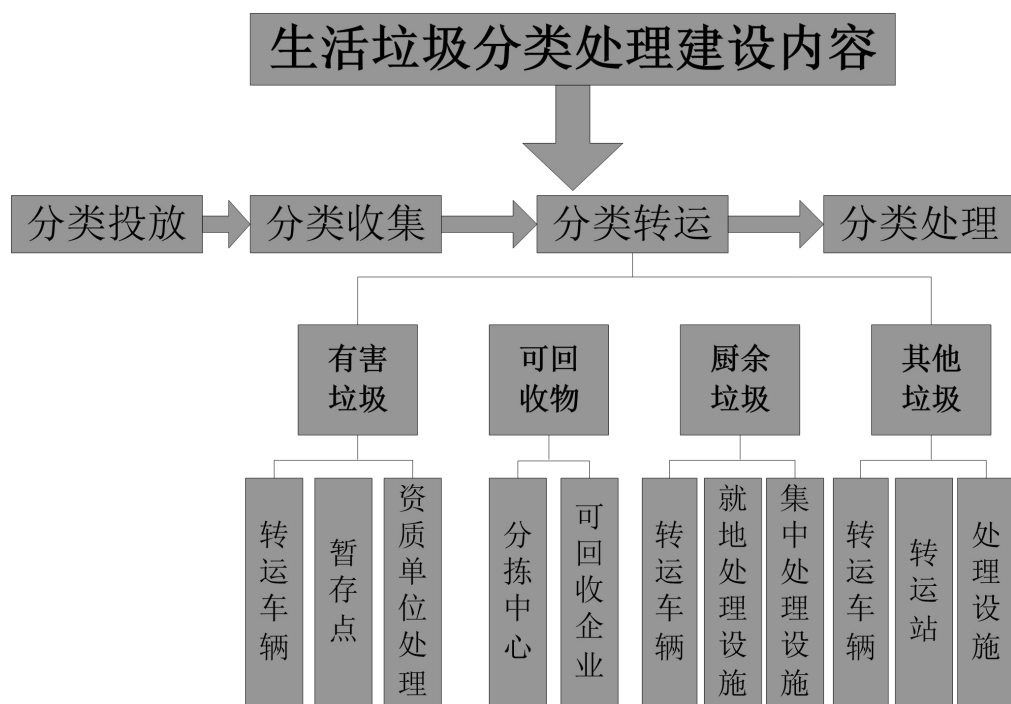 生活垃圾分类处理建设内容
分类投放
分类收集
分类转运
分类处理
有害
垃圾
可回
收物
厨余
垃圾
其他
垃圾
转运车辆
暂存点
资质单位处理
分拣中心
可回收企业
转运车辆
就地处理设施
集中处理设施
转运车辆
转运站
处理设施